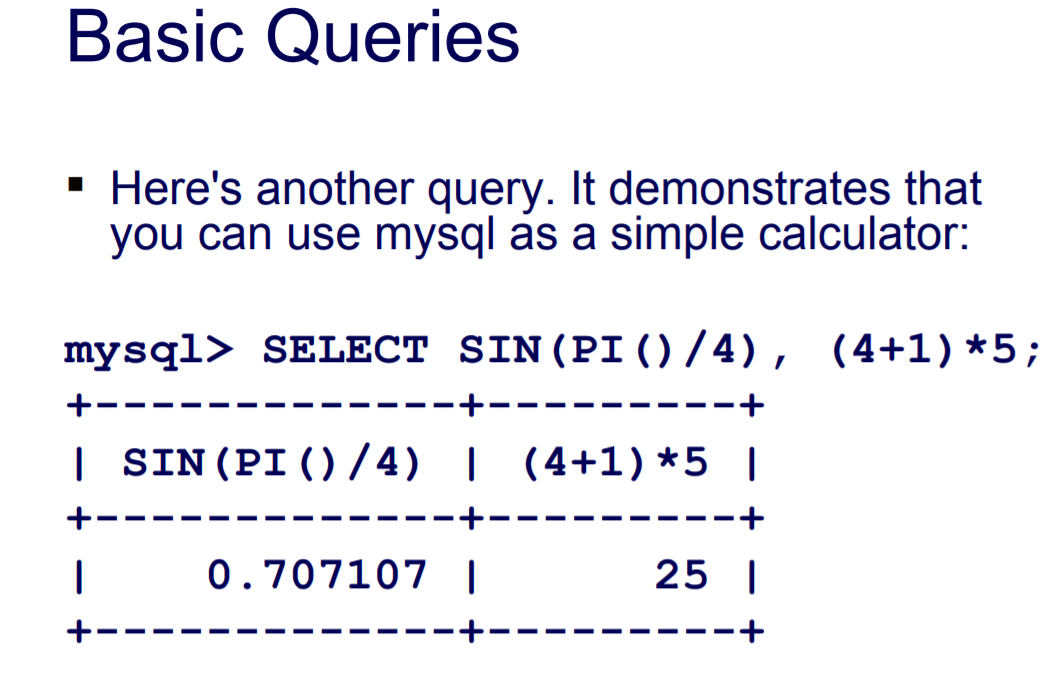 Basic Queries
▪ Here's another query. It demonstrates that
you can use mysql as a simple calculator:
mysql> SELECT SIN(PI()/4), (4+1)*5;
+-------------+---------+
| SIN(PI()/4) | (4+1)*5 |
+-------------+---------+
|    0.707107 |      25 |
+-------------+---------+